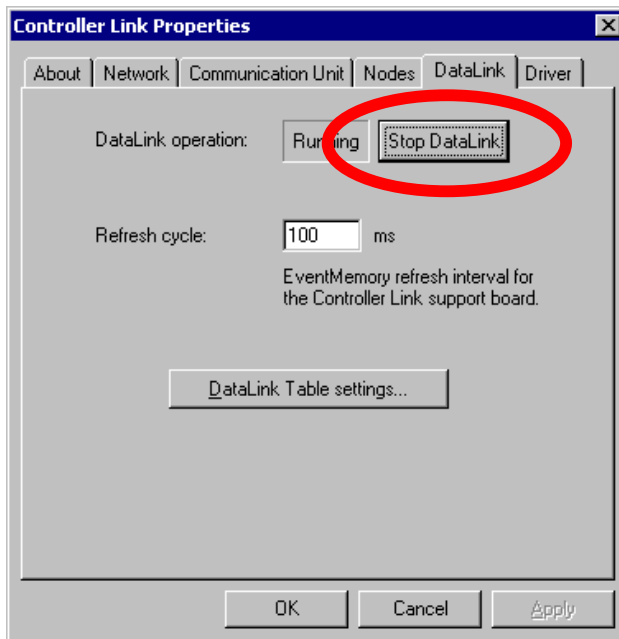 Controller Link Properties
About Network Communication Unit Nodes DataLink Driver
DataLink operation: Running Stop DataLink
Refresh cycle: 100 ms
EventMemory refresh interval for
the Controller Link support board.
DataLink Table settings...
OK Cancel Apply